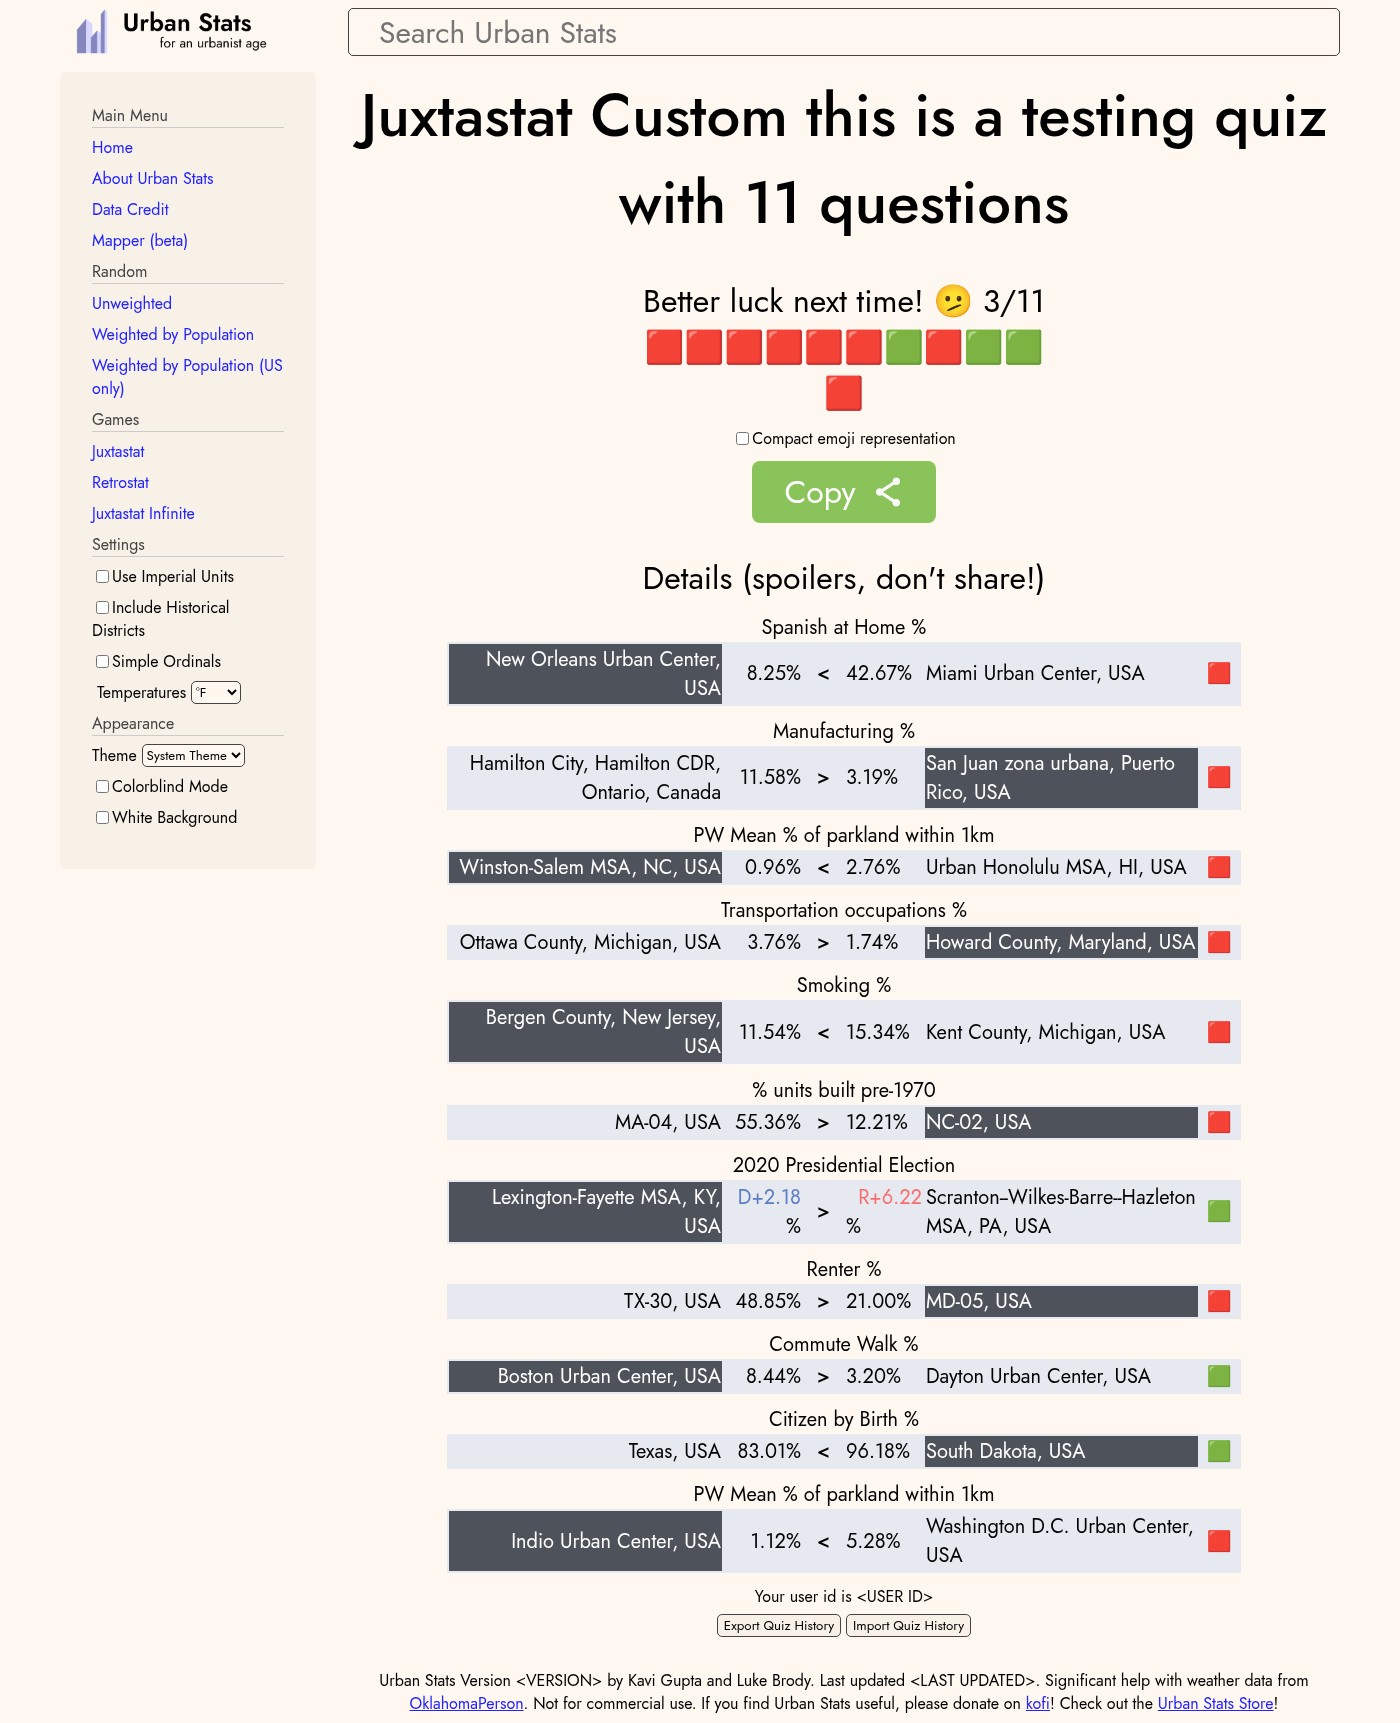 Urban Stats
for an urbanist age
Search Urban Stats
Main Menu
Home
About Urban Stats
Data Credit
Mapper (beta)
Random
Unweighted
Weighted by Population
Weighted by Population (US
only)
Games
Juxtastat
Retrostat
Juxtastat Infinite
Settings
Use Imperial Units
Include Historical
Districts
Simple Ordinals
Temperatures °F
Appearance
Theme System Theme
Colorblind Mode
White Background
Juxtastat Custom this is a testing quiz
with 11 questions
Better luck next time! 🫤 3/11
🟥🟥🟥🟥🟥🟥🟩🟥🟩🟩
🟥
Compact emoji representation
Copy
Details (spoilers, don't share!)
Spanish at Home %
New Orleans Urban Center,
USA
8.25% < 42.67% Miami Urban Center, USA 🟥
Manufacturing %
Hamilton City, Hamilton CDR,
Ontario, Canada
11.58% > 3.19%
San Juan zona urbana, Puerto
Rico, USA
🟥
PW Mean % of parkland within 1km
Winston-Salem MSA, NC, USA 0.96% < 2.76% Urban Honolulu MSA, HI, USA 🟥
Transportation occupations %
Ottawa County, Michigan, USA 3.76% > 1.74% Howard County, Maryland, USA 🟥
Smoking %
Bergen County, New Jersey,
USA
11.54% < 15.34% Kent County, Michigan, USA 🟥
% units built pre-1970
MA-04, USA 55.36% > 12.21% NC-02, USA 🟥
2020 Presidential Election
Lexington-Fayette MSA, KY,
USA
D+2.18
%
>
R+6.22
%
Scranton--Wilkes-Barre--Hazleton
MSA, PA, USA
🟩
Renter %
TX-30, USA 48.85% > 21.00% MD-05, USA 🟥
Commute Walk %
Boston Urban Center, USA 8.44% > 3.20% Dayton Urban Center, USA 🟩
Citizen by Birth %
Texas, USA 83.01% < 96.18% South Dakota, USA 🟩
PW Mean % of parkland within 1km
Indio Urban Center, USA 1.12% < 5.28%
Washington D.C. Urban Center,
USA
🟥
Your user id is <USER ID>
Export Quiz History Import Quiz History
Urban Stats Version <VERSION> by Kavi Gupta and Luke Brody. Last updated <LAST UPDATED>. Significant help with weather data from
OklahomaPerson. Not for commercial use. If you find Urban Stats useful, please donate on kofi! Check out the Urban Stats Store!